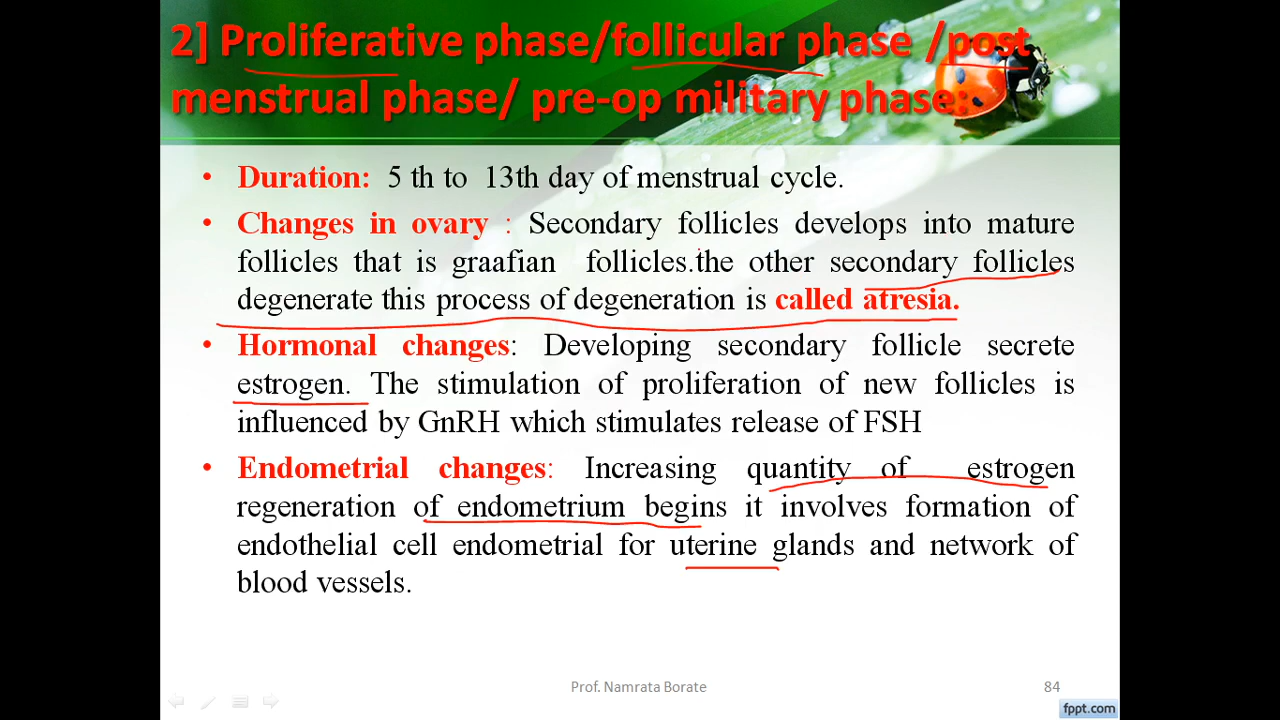 2] Proliferative phase/follicular phase /post
menstrual phase/ pre-op military phase:
• Duration: 5 th to 13th day of menstrual cycle.
• Changes in ovary : Secondary follicles develops into mature
follicles that is graafian follicles.the other secondary follicles
degenerate this process of degeneration is called atresia.
• Hormonal changes: Developing secondary follicle secrete
estrogen. The stimulation of proliferation of new follicles is
influenced by GnRH which stimulates release of FSH
• Endometrial changes: Increasing quantity of estrogen
regeneration of endometrium begins it involves formation of
endothelial cell endometrial for uterine glands and network of
blood vessels.
Prof. Namrata Borate
84
fppt.com